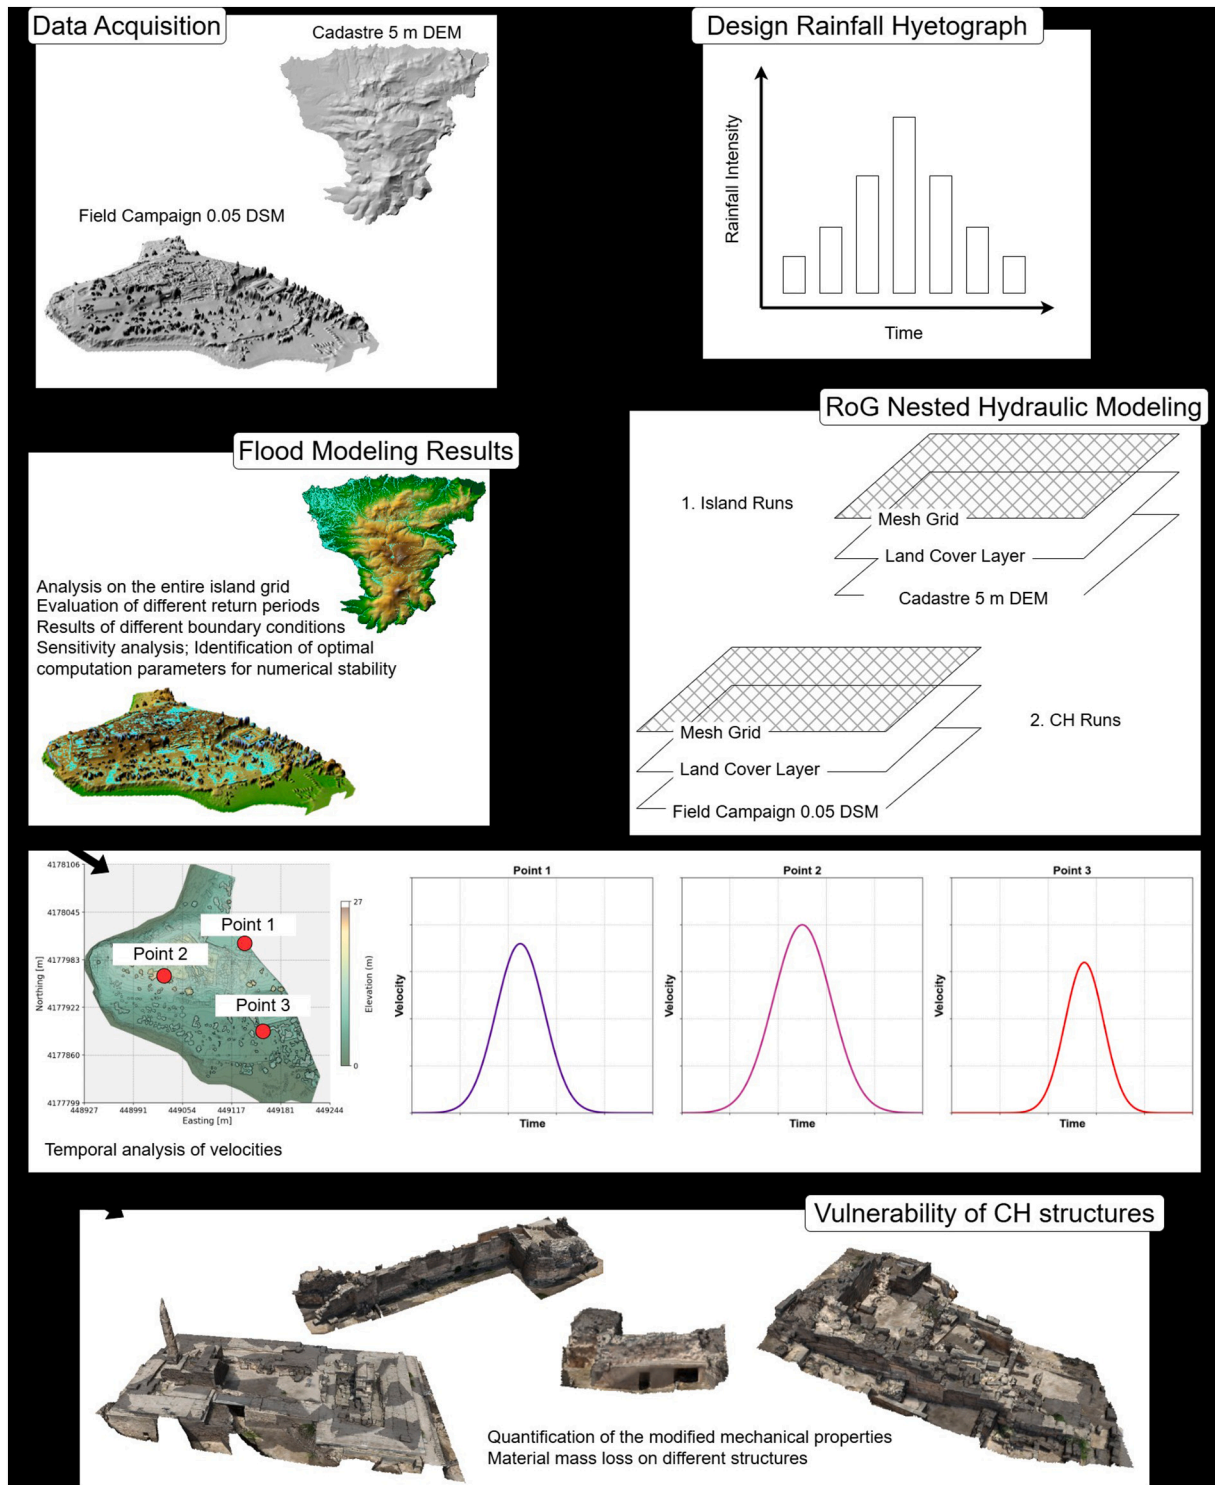 Data Acquisition
Cadastre 5 m DEM
Field Campaign 0.05 DSM
Design Rainfall Hyetograph
Rainfall Intensity
Time
Flood Modeling Results
Analysis on the entire island grid
Evaluation of different return periods
Results of different boundary conditions
Sensitivity analysis; Identification of optimal
computation parameters for numerical stability
RoG Nested Hydraulic Modeling
1. Island Runs
Mesh Grid
Land Cover Layer
Cadastre 5 m DEM
2. CH Runs
Mesh Grid
Land Cover Layer
Field Campaign 0.05 DSM
4178106
4178045
4177983
4177922
4177860
4177799
Northing [m]
448927 448991 449054 449117 449181 449244
Easting [m]
Point 1
Point 2
Point 3
27
0
Elevation (m)
Temporal analysis of velocities
Point 1
Velocity
Time
Point 2
Velocity
Time
Point 3
Velocity
Time
Vulnerability of CH structures
Quantification of the modified mechanical properties
Material mass loss on different structures